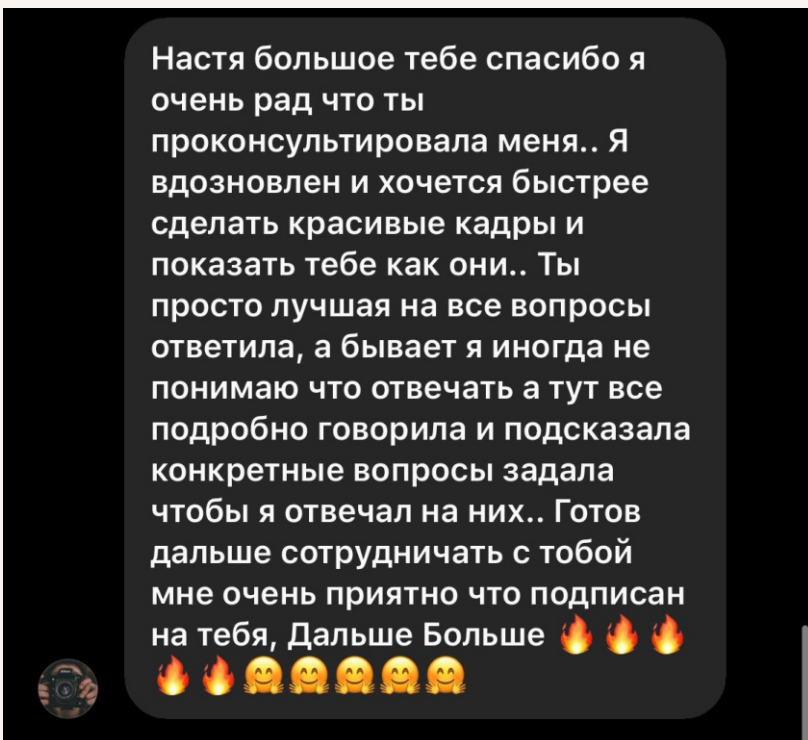 Настя большое тебе спасибо я
очень рад что ты
проконсультировала меня.. Я
вдозновлен и хочется быстрее
сделать красивые кадры и
показать тебе как они.. Ты
просто лучшая на все вопросы
ответила, а бывает я иногда не
понимаю что отвечать а тут все
подробно говорила и подсказала
конкретные вопросы задала
чтобы я отвечал на них.. Готов
дальше сотрудничать с тобой
мне очень приятно что подписан
на тебя, Дальше Больше 🔥🔥🔥
🔥🔥🤗🤗🤗🤗🤗